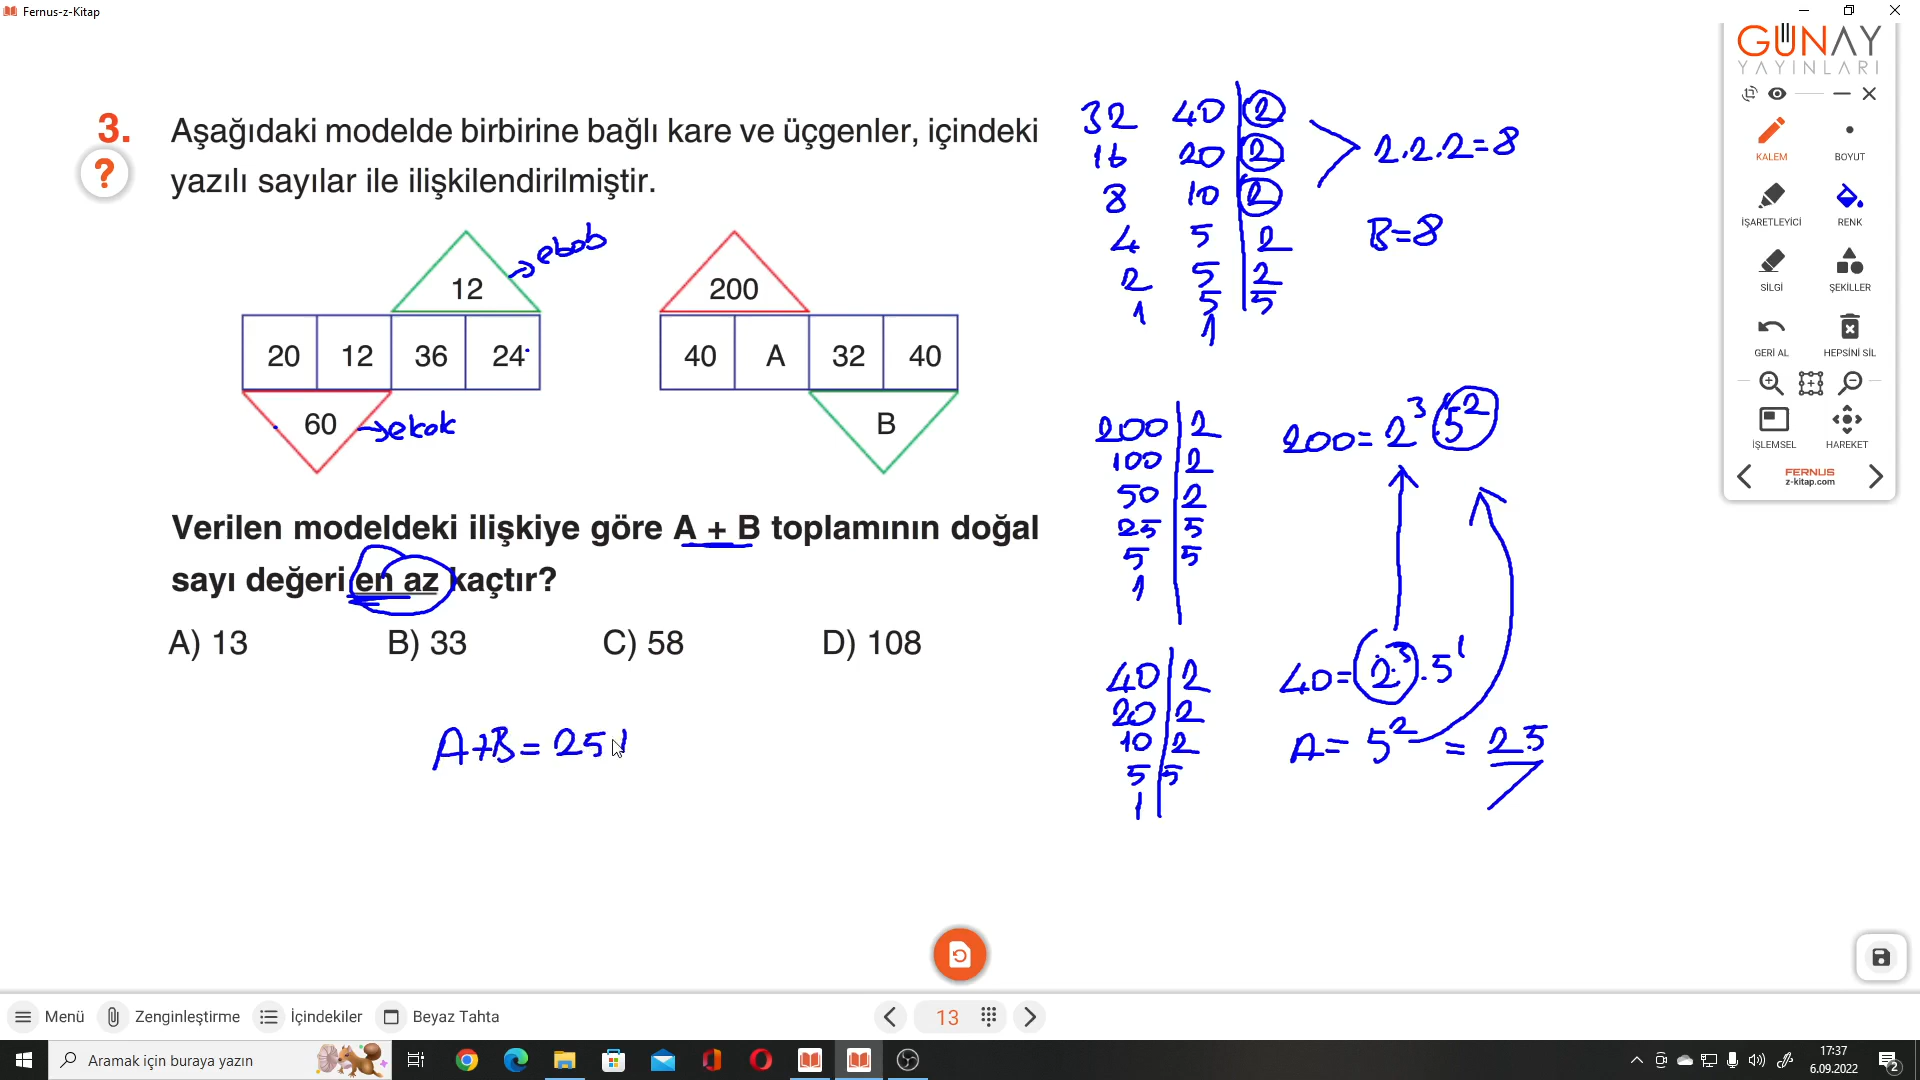 Fernus-z-Kitap
GÜNAY
YAYINLARI
3. Aşağıdaki modelde birbirine bağlı kare ve üçgenler, içindeki
? yazılı sayılar ile ilişkilendirilmiştir.
12 →ebob
20 12 36 24
60 →ekok
200
40 A 32 40
B
Verilen modeldeki ilişkiye göre A + B toplamının doğal
sayı değeri en az kaçtır?
A) 13 B) 33 C) 58 D) 108
A+B= 25
32 40 2
16 20 2
8 10 2
4 5 2
2 5 2
1 5 5
1
2.2.2=8
B=8
200 2
100 2
50 2
25 5
5 5
1
200= 2³.5²
40 2
20 2
10 2
5 5
1
40= 2³.5¹
A= 5² = 25
KALEM BOYUT
İŞARETLEYİCİ RENK
SİLGİ ŞEKİLLER
GERİ AL HEPSİNİ SİL
İŞLEMSEL HAREKET
FERNUS
z-kitap.com
Menü Zenginleştirme İçindekiler Beyaz Tahta 13
Aramak için buraya yazın
17:37
6.09.2022
2